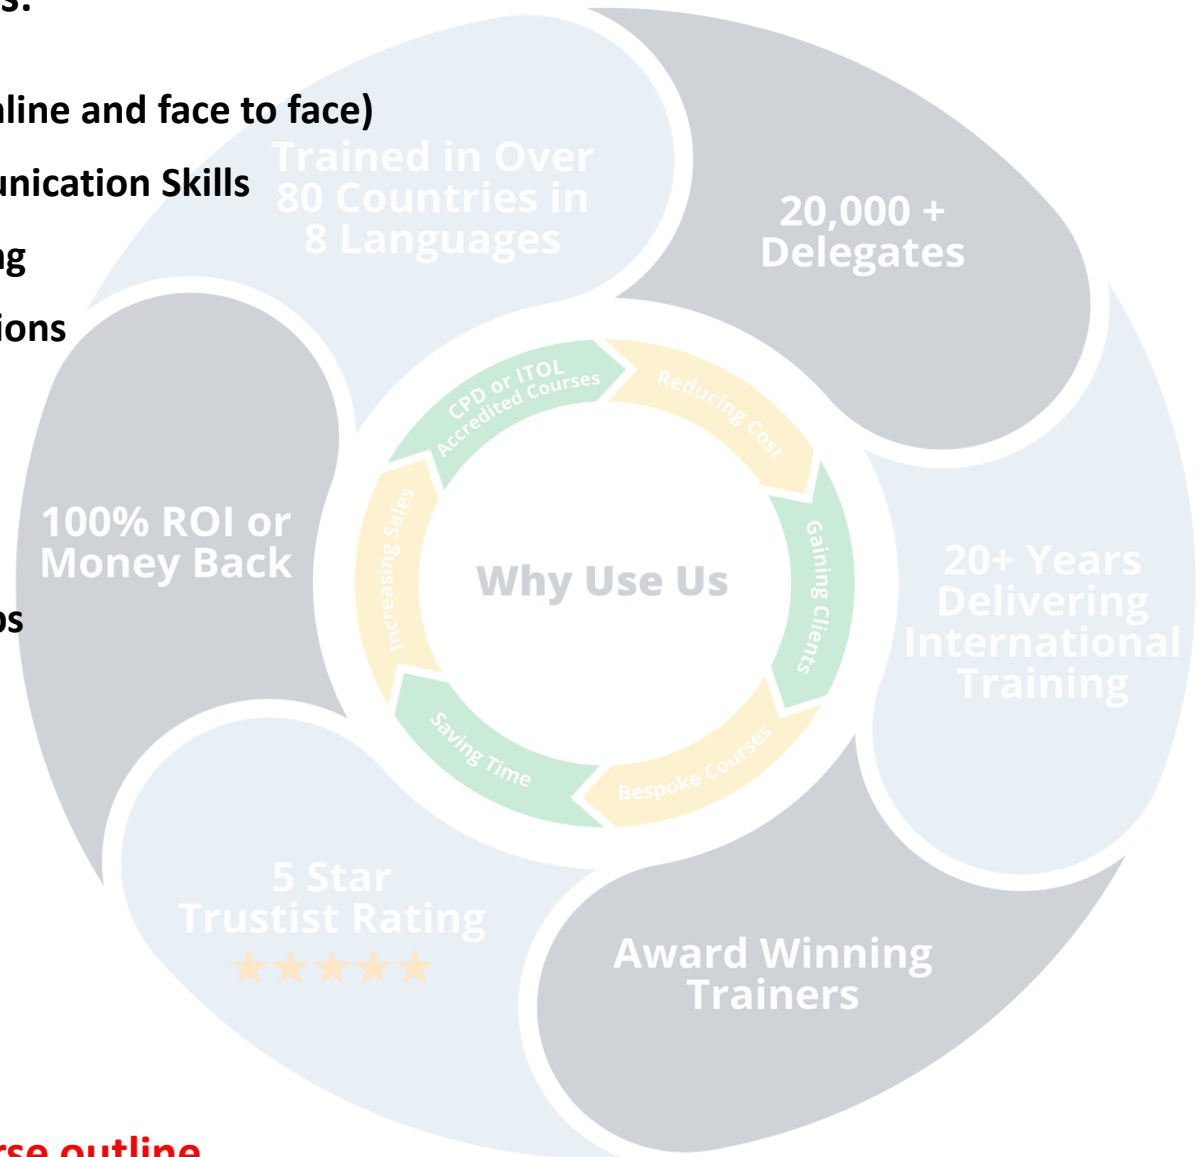 s:
nline and face to face)
unication Skills
ng
ions
os
rse outline
Trained in Over
80 Countries in
8 Languages
20,000 +
Delegates
20+ Years
Delivering
International
Training
Award Winning
Trainers
5 Star
Trustist Rating
100% ROI or
Money Back
CPD or ITOL
Accredited Courses
Reducing Cost
Gaining Clients
Bespoke Courses
Saving Time
Increasing Sales
Why Use Us